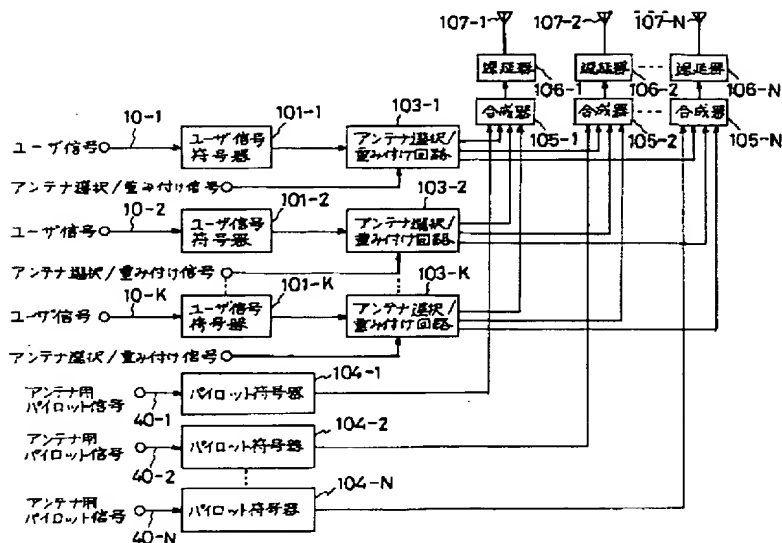 107-1 107-2 107-N
遅延器 遅延器 遅延器
106-1 106-2 106-N
合成器 合成器 合成器
105-1 105-2 105-N
10-1 101-1 103-1
ユーザ信号
ユーザ信号
符号器
アンテナ選択/
重み付け回路
アンテナ選択/重み付け信号
10-2 101-2 103-2
ユーザ信号
ユーザ信号
符号器
アンテナ選択/
重み付け回路
アンテナ選択/重み付け信号
10-K 101-K 103-K
ユーザ信号
ユーザ信号
符号器
アンテナ選択/
重み付け回路
アンテナ選択/重み付け信号
104-1
アンテナ用
パイロット信号
40-1
パイロット符号器
104-2
アンテナ用
パイロット信号
40-2
パイロット符号器
104-N
アンテナ用
パイロット信号
40-N
パイロット符号器